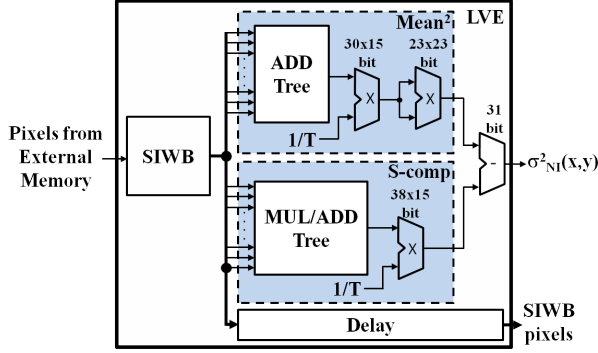 LVE
Mean²
30x15
bit
23x23
bit
ADD
Tree
X
X
1/T
31
bit
Pixels from
External
Memory
SIWB
-
σ²NI(x,y)
S-comp
38x15
bit
MUL/ADD
Tree
X
1/T
Delay
SIWB
pixels